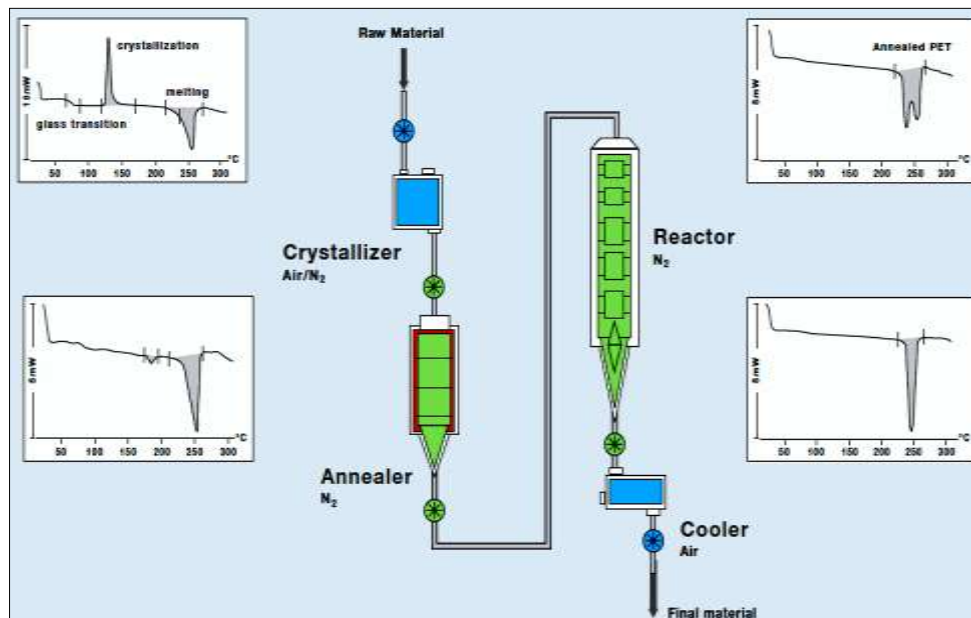 crystallization
melting
glass transition
10mW
°C
50 100 150 200 250 300
Raw Material
Annealed PET
5mW
°C
50 100 150 200 250 300
Crystallizer
Air/N2
Reactor
N2
5mW
°C
50 100 150 200 250 300
5mW
°C
50 100 150 200 250 300
Annealer
N2
Cooler
Air
Final material